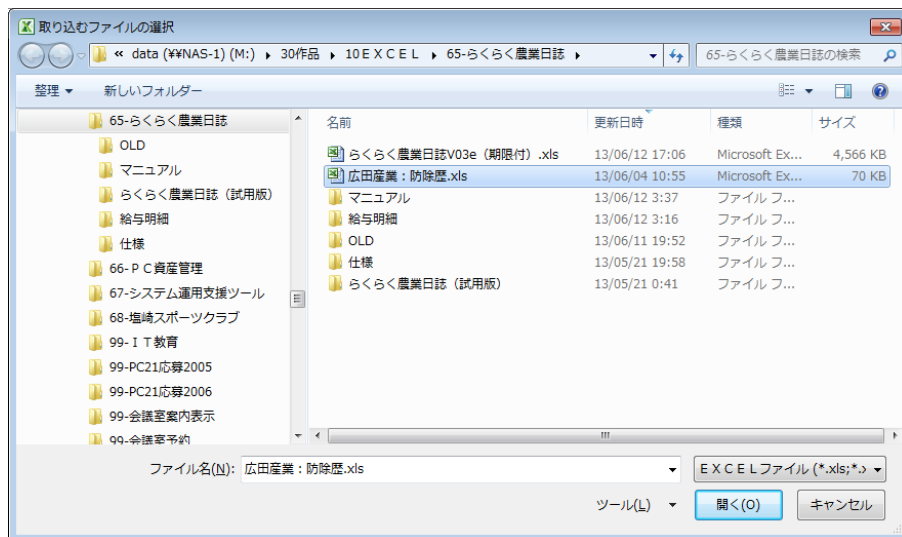 取り込むファイルの選択
« data (¥¥NAS-1) (M:) 30作品 10ＥＸＣＥＬ 65-らくらく農業日誌 65-らくらく農業日誌の検索
整理 新しいフォルダー
65-らくらく農業日誌
OLD
マニュアル
らくらく農業日誌（試用版）
給与明細
仕様
66-ＰＣ資産管理
67-システム運用支援ツール
68-塩崎スポーツクラブ
99-ＩＴ教育
99-PC21応募2005
99-PC21応募2006
99-会議室案内表示
99-会議室予約
名前 更新日時 種類 サイズ
らくらく農業日誌V03e（期限付）.xls 13/06/12 17:06 Microsoft Ex... 4,566 KB
広田産業：防除歴.xls 13/06/04 10:55 Microsoft Ex... 70 KB
マニュアル 13/06/12 3:37 ファイル フ...
給与明細 13/06/12 3:16 ファイル フ...
OLD 13/06/11 19:52 ファイル フ...
仕様 13/05/21 19:58 ファイル フ...
らくらく農業日誌（試用版） 13/05/21 0:41 ファイル フ...
ファイル名(N): 広田産業：防除歴.xls ＥＸＣＥＬファイル (*.xls;*.x
ツール(L) 開く(O) キャンセル